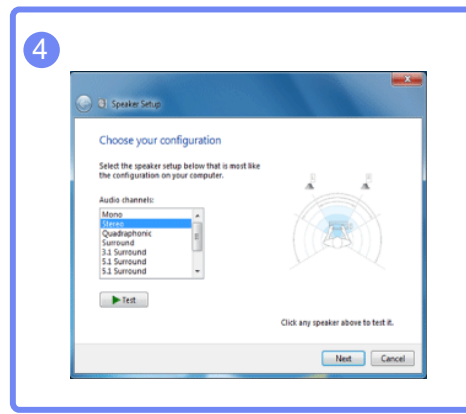 4
Speaker Setup
Choose your configuration
Select the speaker setup below that is most like
the configuration on your computer.
Audio channels:
Mono
Stereo
Quadraphonic
Surround
3.1 Surround
5.1 Surround
5.1 Surround
Test
Click any speaker above to test it.
Next
Cancel